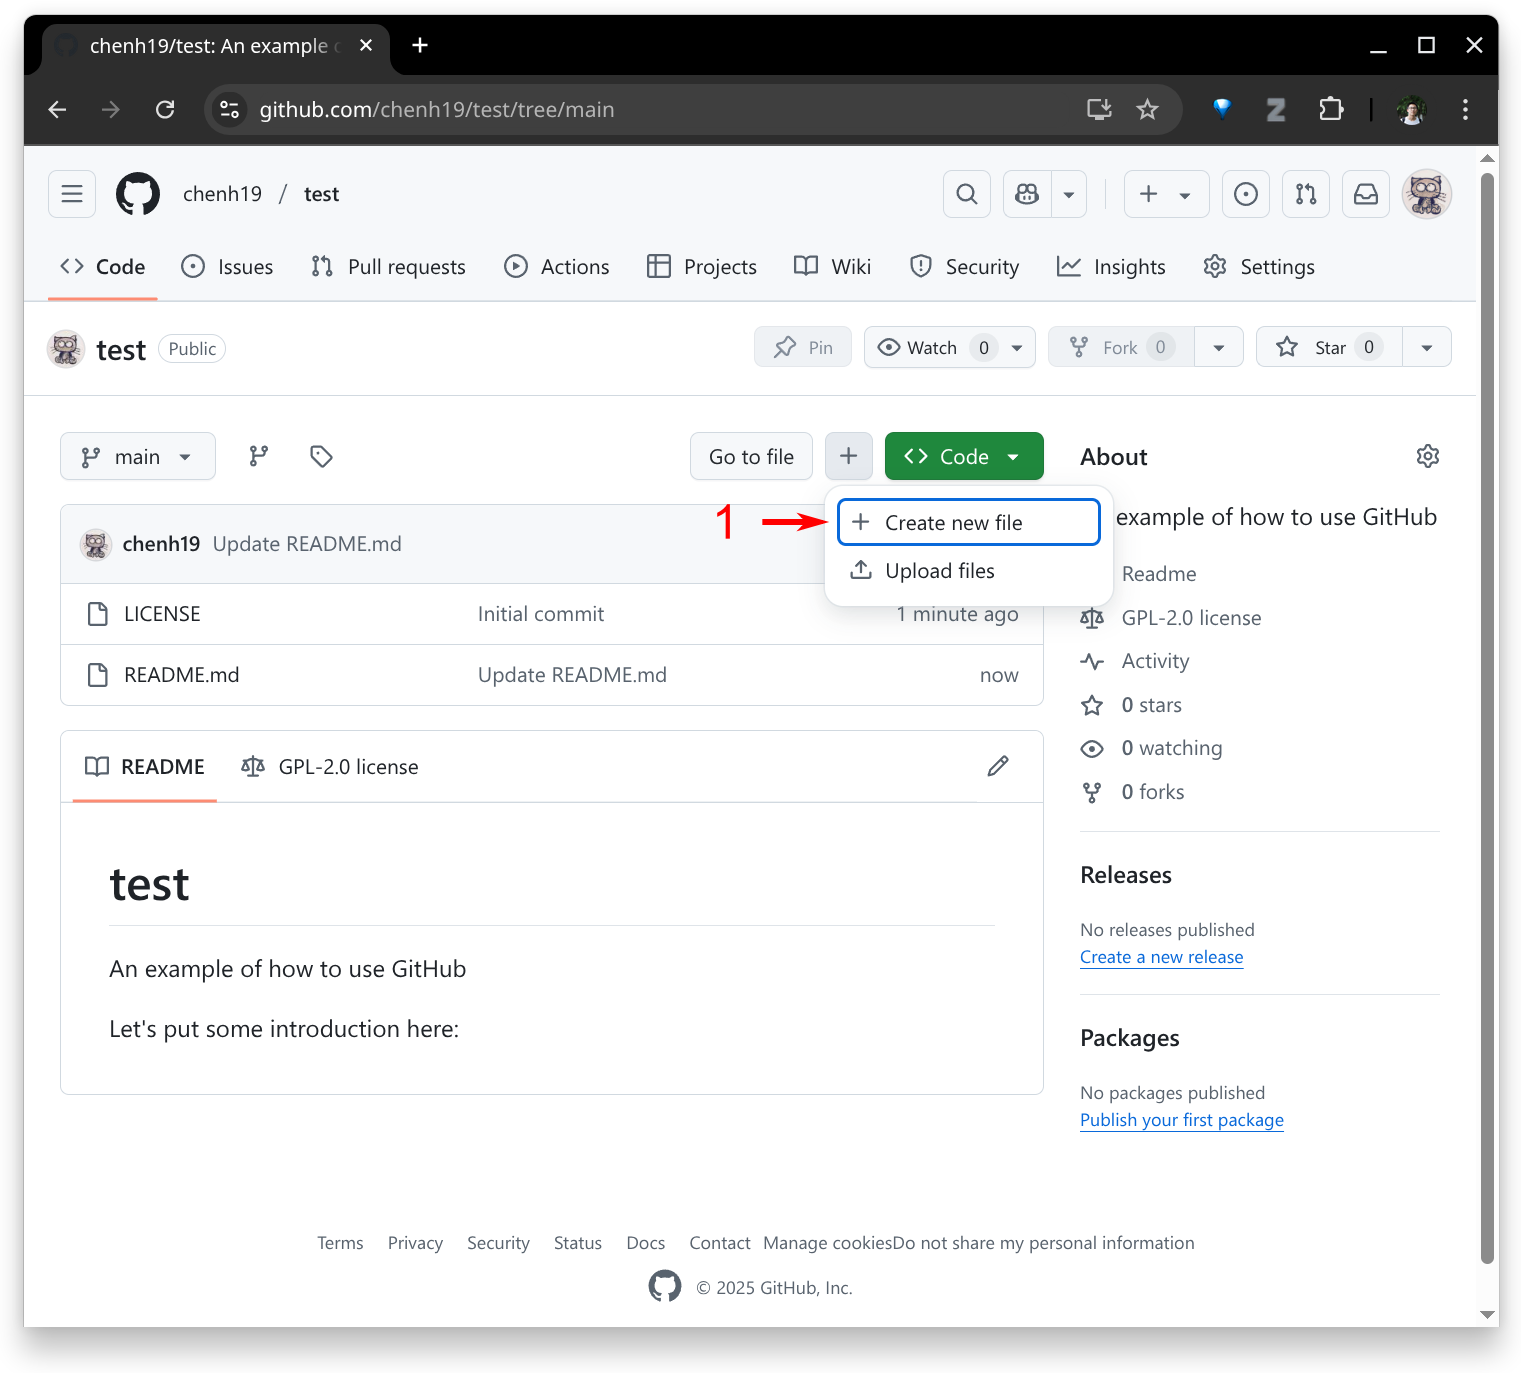 chenh19/test: An example
github.com/chenh19/test/tree/main
chenh19 / test
Code Issues Pull requests Actions Projects Wiki Security Insights Settings
test Public Pin Watch 0 Fork 0 Star 0
main Go to file Code
1 Create new file
Upload files
chenh19 Update README.md
LICENSE Initial commit 1 minute ago
README.md Update README.md now
README GPL-2.0 license
test
An example of how to use GitHub
Let's put some introduction here:
About
example of how to use GitHub
Readme
GPL-2.0 license
Activity
0 stars
0 watching
0 forks
Releases
No releases published
Create a new release
Packages
No packages published
Publish your first package
Terms Privacy Security Status Docs Contact Manage cookies Do not share my personal information
© 2025 GitHub, Inc.